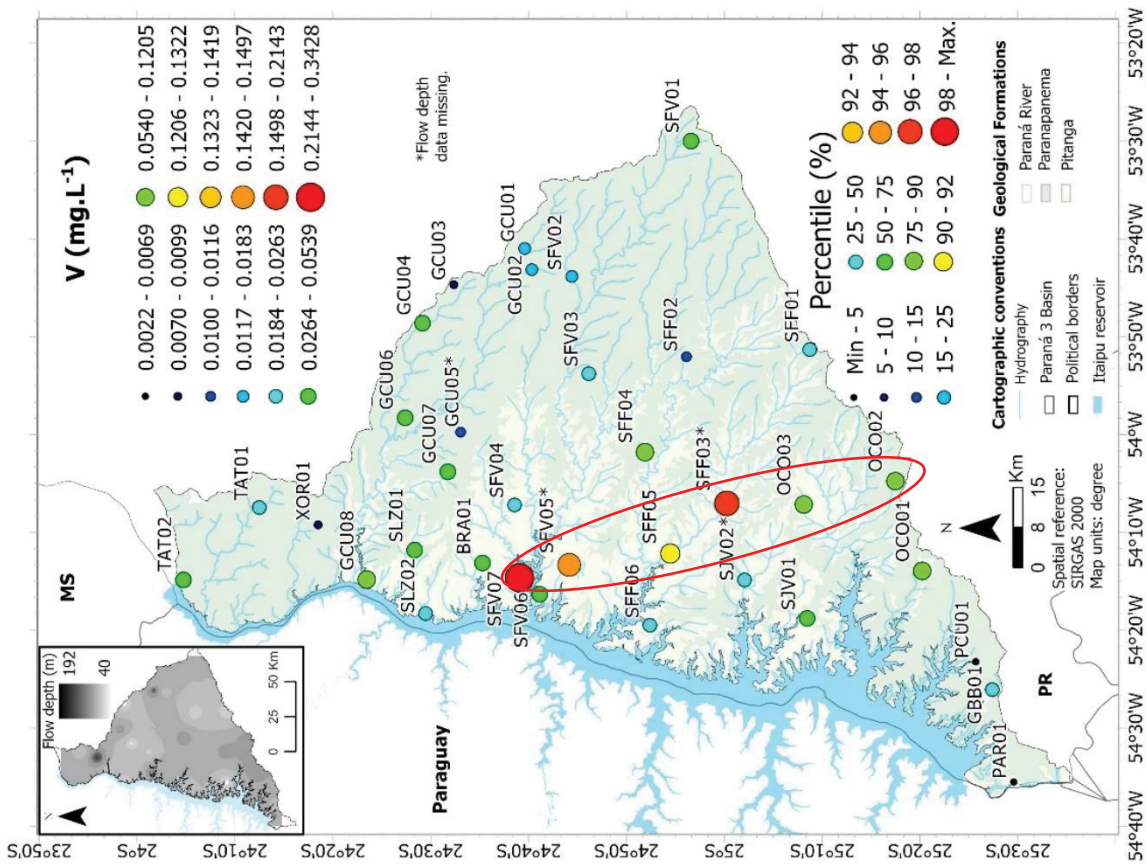 V (mg.L-1)
0.0022 - 0.0069
0.0070 - 0.0099
0.0100 - 0.0116
0.0117 - 0.0183
0.0184 - 0.0263
0.0264 - 0.0539
0.0540 - 0.1205
0.1206 - 0.1322
0.1323 - 0.1419
0.1420 - 0.1497
0.1498 - 0.2143
0.2144 - 0.3428
*Flow depth
data missing.
MS
Flow depth (m)
192
40
N
0 25 50 Km
Paraguay
PR
TAT02
TAT01
XOR01
GCU08
GCU06
GCU04
GCU03
GCU07
GCU05*
GCU01
GCU02
SFV02
SFV01
SFV03
SLZ01
SLZ02
BRA01
SFV04
SFV07
SFV06
SFV05*
SFF02
SFF01
SFF04
SFF05
SFF06
SFF03*
SJV02*
SJV01
OCO03
OCO02
OCO01
PCU01
GBB01
PAR01
Percentile (%)
Min - 5
5 - 10
10 - 15
15 - 25
25 - 50
50 - 75
75 - 90
90 - 92
92 - 94
94 - 96
96 - 98
98 - Max.
N
0 8 15 Km
Spatial reference:
SIRGAS 2000
Map units: degree
Cartographic conventions
Hydrography
Paraná 3 Basin
Political borders
Itaipu reservoir
Geological Formations
Paraná River
Paranapanema
Pitanga
23°50'S
24°S
24°10'S
24°20'S
24°30'S
24°40'S
24°50'S
25°S
25°10'S
25°20'S
25°30'S
54°40'W
54°30'W
54°20'W
54°10'W
54°W
53°50'W
53°40'W
53°30'W
53°20'W